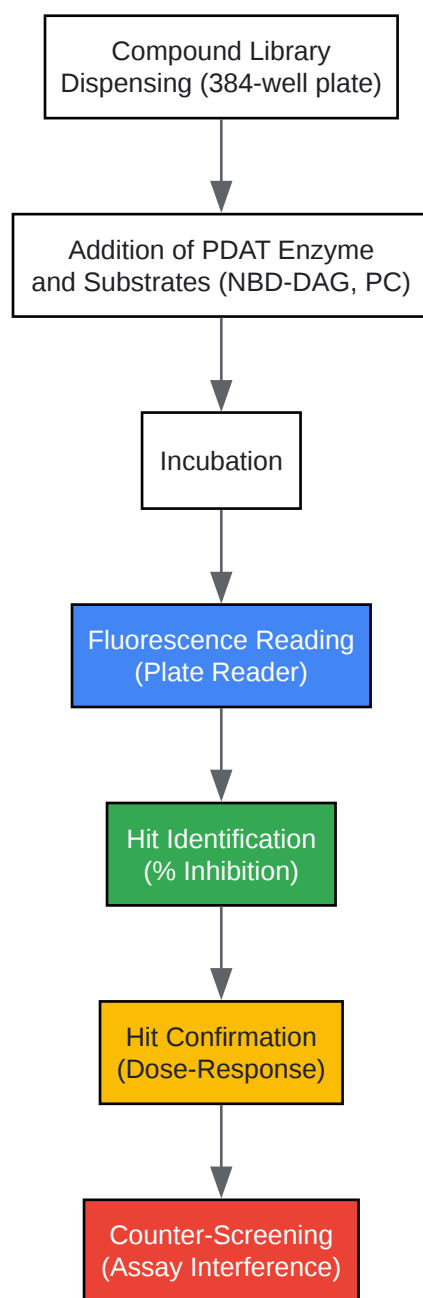 Compound Library
Dispensing (384-well plate)
Addition of PDAT Enzyme
and Substrates (NBD-DAG, PC)
Incubation
Fluorescence Reading
(Plate Reader)
Hit Identification
(% Inhibition)
Hit Confirmation
(Dose-Response)
Counter-Screening
(Assay Interference)